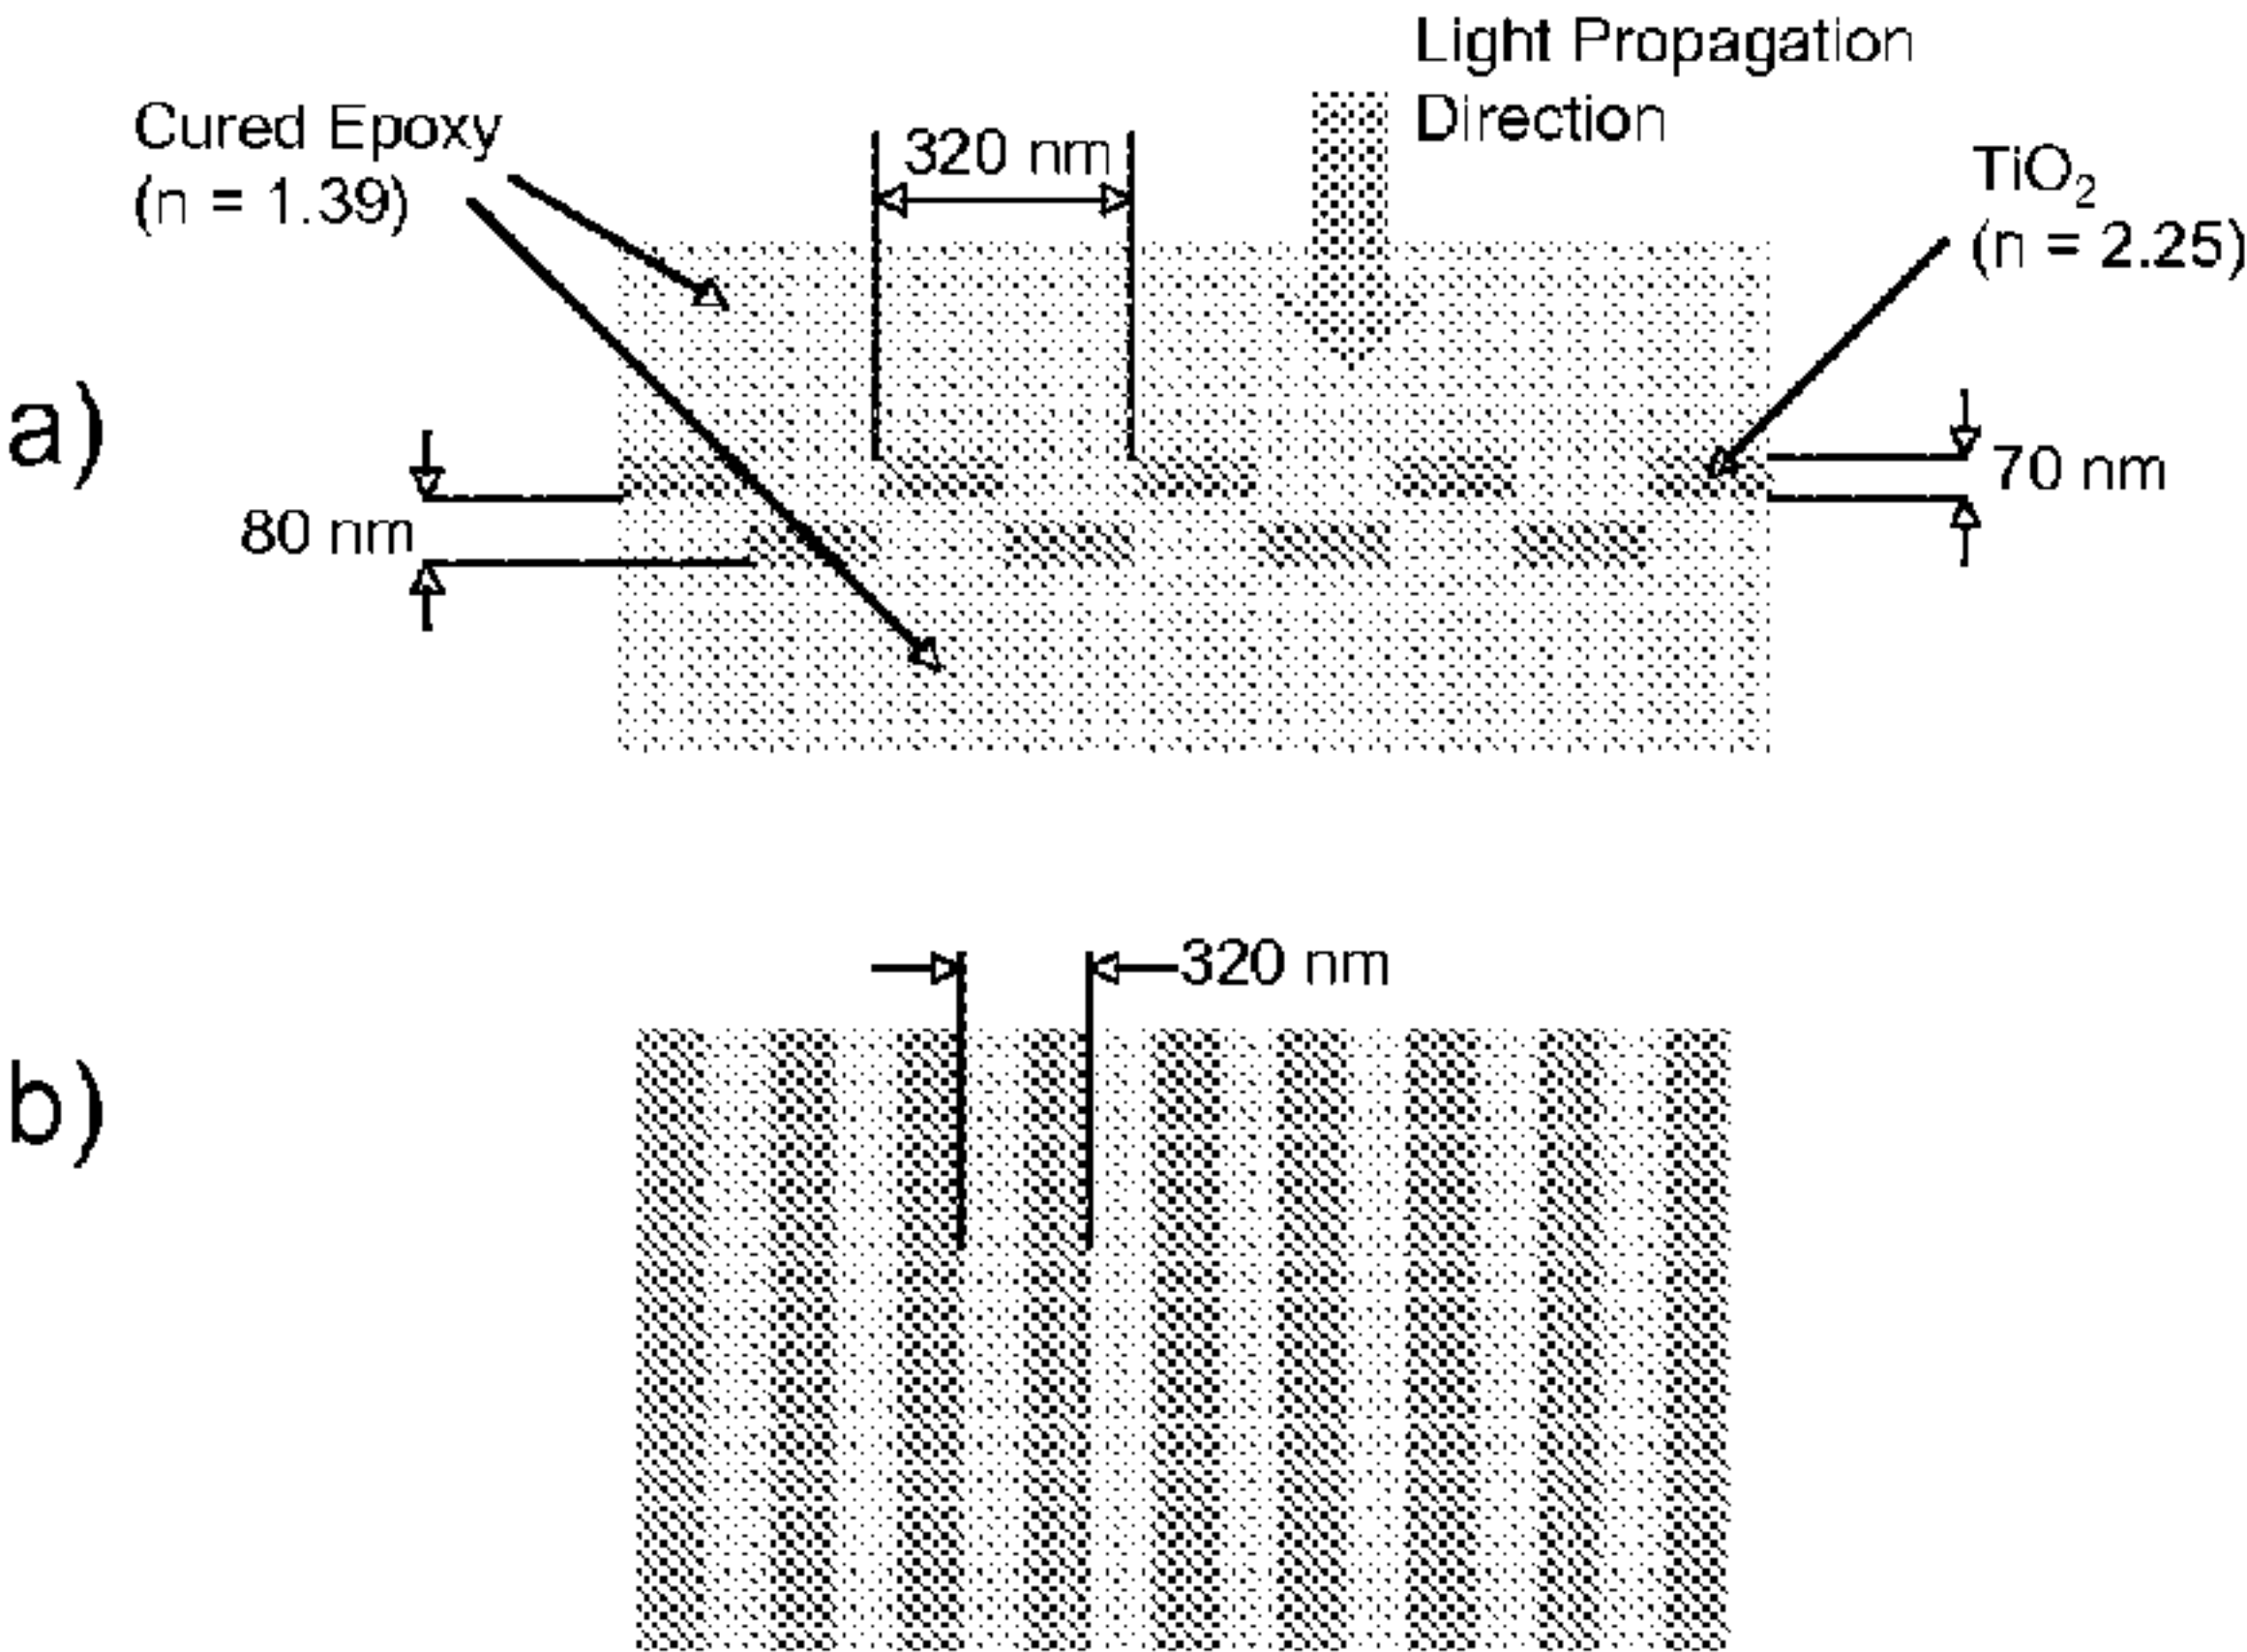 Light Propagation
Direction
Cured Epoxy
(n = 1.39)
320 nm
TiO₂
(n = 2.25)
a)
80 nm
70 nm
320 nm
b)